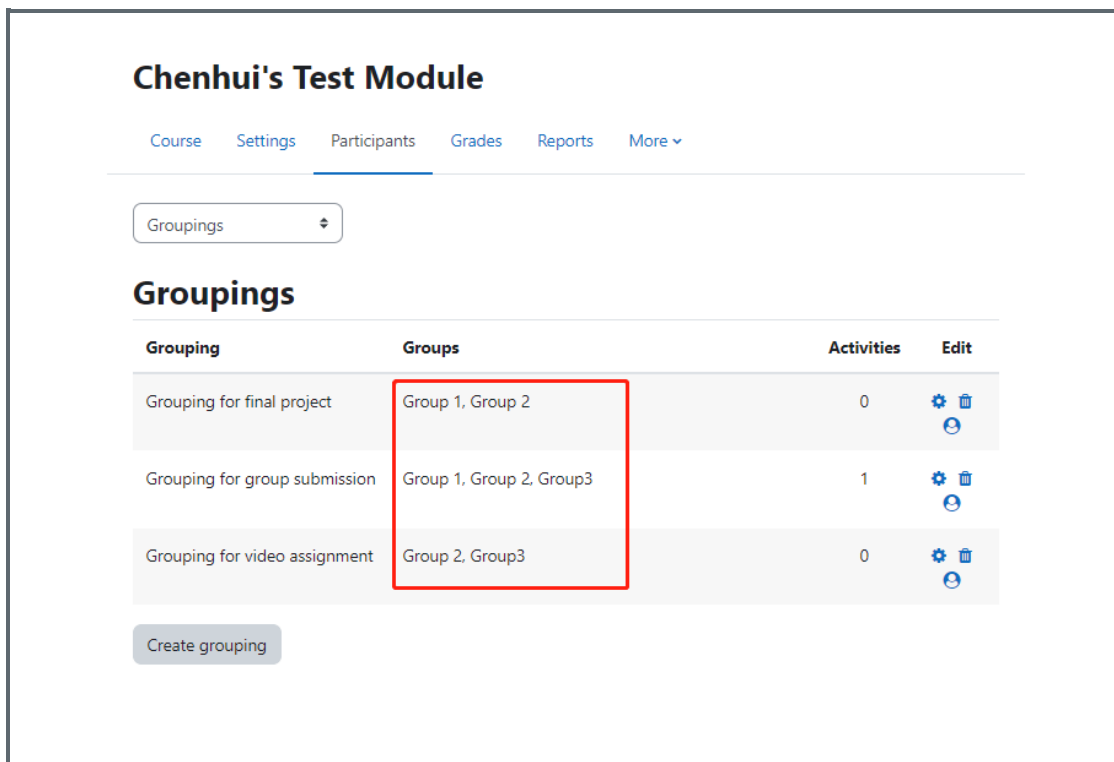 Chenhui's Test Module
Course Settings Participants Grades Reports More
Groupings
Groupings
Grouping Groups Activities Edit
Grouping for final project Group 1, Group 2 0
Grouping for group submission Group 1, Group 2, Group3 1
Grouping for video assignment Group 2, Group3 0
Create grouping